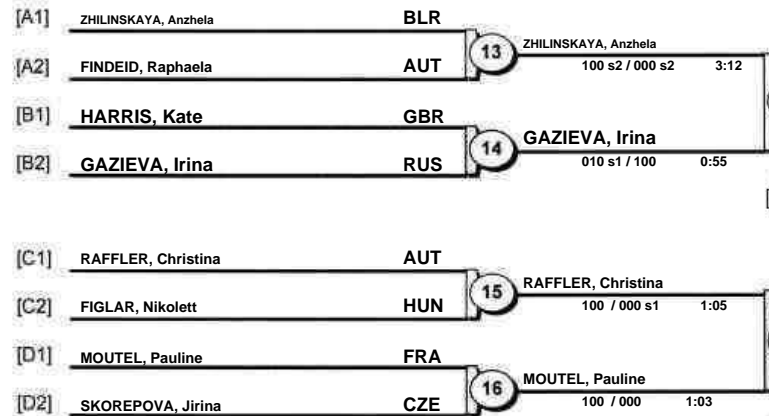 [A1] ZHILINSKAYA, Anzhela BLR
13 ZHILINSKAYA, Anzhela
[A2] FINDEID, Raphaela AUT 100 s2 / 000 s2 3:12
[B1] HARRIS, Kate GBR
14 GAZIEVA, Irina
[B2] GAZIEVA, Irina RUS 010 s1 / 100 0:55
[C1] RAFFLER, Christina AUT
15 RAFFLER, Christina
[C2] FIGLAR, Nikolett HUN 100 / 000 s1 1:05
[D1] MOUTEL, Pauline FRA
16 MOUTEL, Pauline
[D2] SKOREPOVA, Jirina CZE 100 / 000 1:03